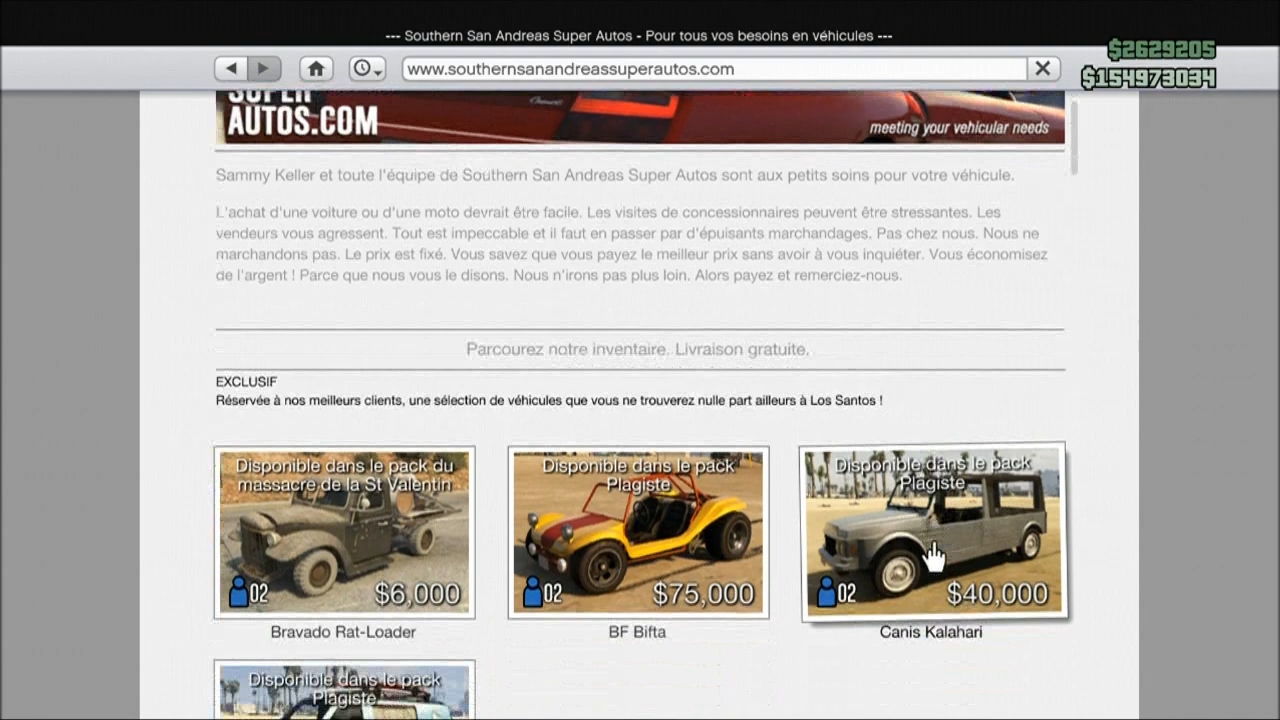 --- Southern San Andreas Super Autos - Pour tous vos besoins en véhicules ---
$2629205
www.southernsanandreassuperautos.com
$154973034
SUPER
AUTOS.COM
meeting your vehicular needs
Sammy Keller et toute l'équipe de Southern San Andreas Super Autos sont aux petits soins pour votre véhicule.
L'achat d'une voiture ou d'une moto devrait être facile. Les visites de concessionnaires peuvent être stressantes. Les
vendeurs vous agressent. Tout est impeccable et il faut en passer par d'épuisants marchandages. Pas chez nous. Nous ne
marchandons pas. Le prix est fixé. Vous savez que vous payez le meilleur prix sans avoir à vous inquiéter. Vous économisez
de l'argent ! Parce que nous vous le disons. Nous n'irons pas plus loin. Alors payez et remerciez-nous.
Parcourez notre inventaire. Livraison gratuite.
EXCLUSIF
Réservée à nos meilleurs clients, une sélection de véhicules que vous ne trouverez nulle part ailleurs à Los Santos !
Disponible dans le pack du
massacre de la St Valentin
02
$6,000
Bravado Rat-Loader
Disponible dans le pack
Plagiste
02
$75,000
BF Bifta
Disponible dans le pack
Plagiste
02
$40,000
Canis Kalahari
Disponible dans le pack
Plagiste